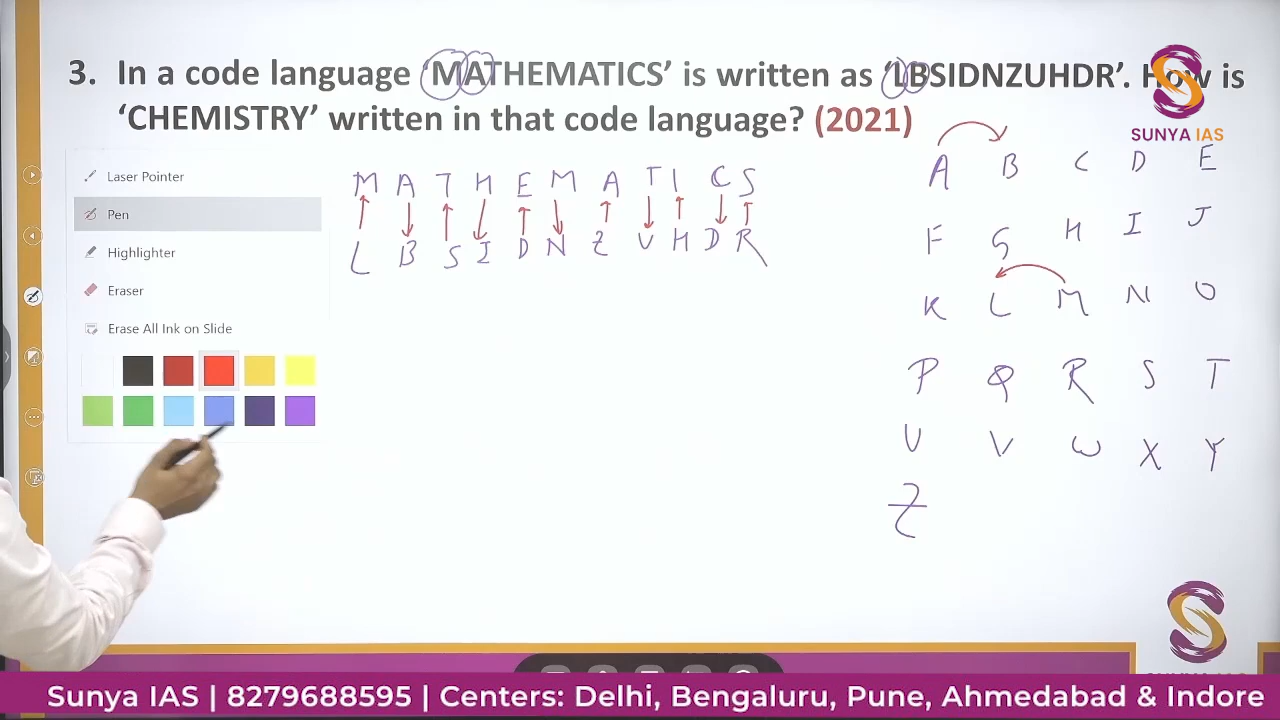 3. In a code language 'MATHEMATICS' is written as 'LBSIDNZUHDR'. How is
'CHEMISTRY' written in that code language? (2021)
SUNYA IAS
Laser Pointer
Pen
Highlighter
Eraser
Erase All Ink on Slide
M A T H E M A T I C S
L B S I D N Z U H D R
A B C D E
F G H I J
K L M N O
P Q R S T
U V W X Y
Z
Sunya IAS | 8279688595 | Centers: Delhi, Bengaluru, Pune, Ahmedabad & Indore